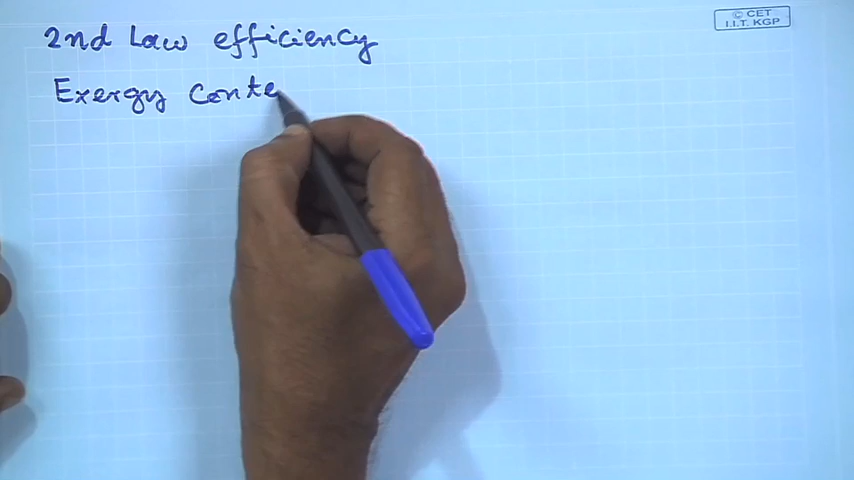 © CET
I.I.T. KGP
2nd Law efficiency
Exergy Conte